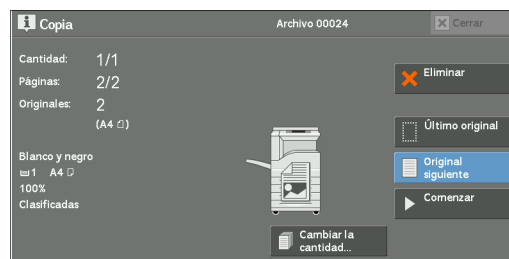 Copia
Archivo 00024
Cerrar
Cantidad: 1/1
Páginas: 2/2
Originales: 2
(A4)
Blanco y negro
1 A4
100%
Clasificadas
Eliminar
Último original
Original
siguiente
Comenzar
Cambiar la
cantidad...